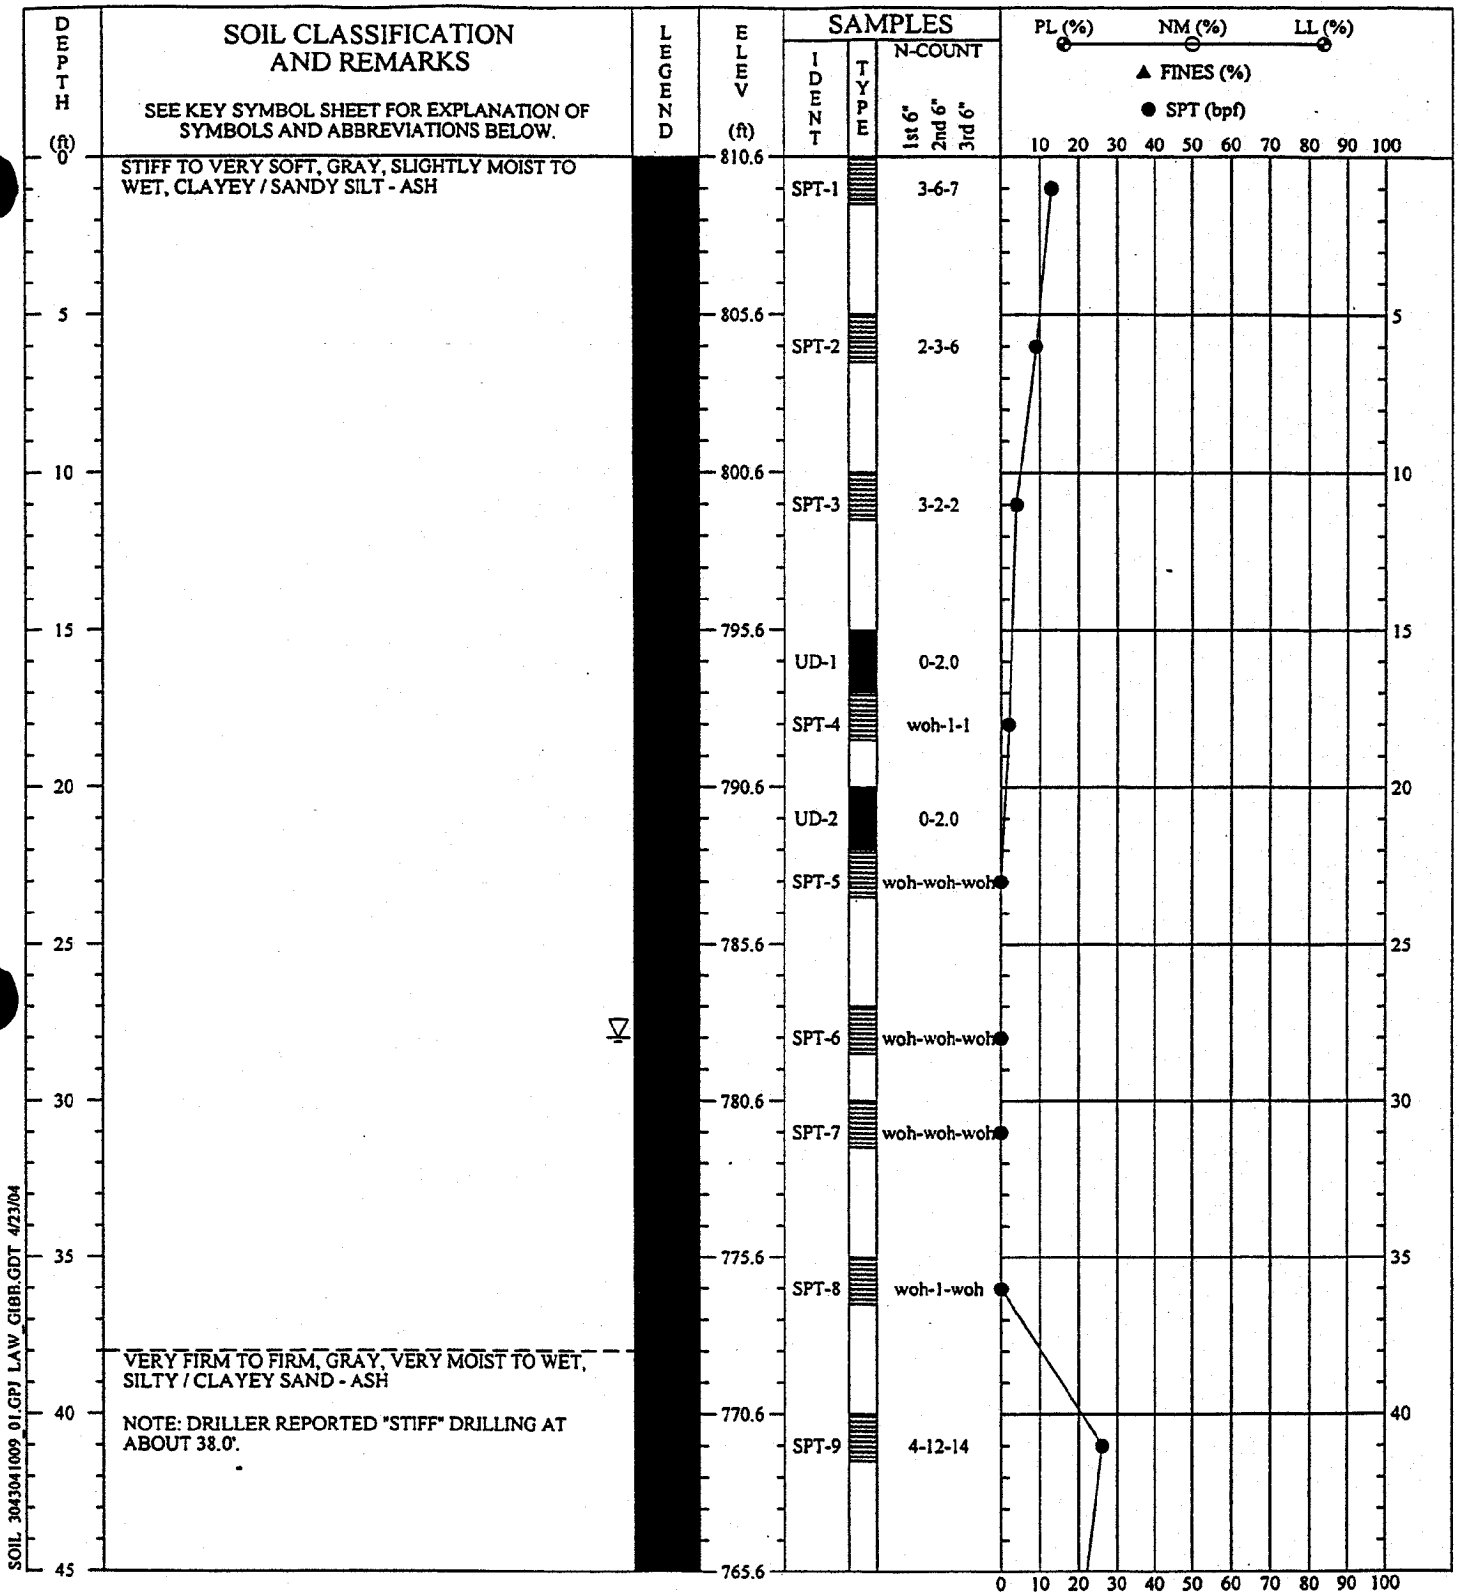 DEPTH (ft)
SOIL CLASSIFICATION
AND REMARKS
SEE KEY SYMBOL SHEET FOR EXPLANATION OF
SYMBOLS AND ABBREVIATIONS BELOW.
LEGEND
ELEV (ft)
SAMPLES
IDENT
TYPE
N-COUNT
1st 6"
2nd 6"
3rd 6"
PL (%) NM (%) LL (%)
▲ FINES (%)
● SPT (bpf)
10 20 30 40 50 60 70 80 90 100
0 810.6
STIFF TO VERY SOFT, GRAY, SLIGHTLY MOIST TO
WET, CLAYEY / SANDY SILT - ASH
SPT-1 3-6-7
5 805.6 5
SPT-2 2-3-6
10 800.6 10
SPT-3 3-2-2
15 795.6 15
UD-1 0-2.0
SPT-4 woh-1-1
20 790.6 20
UD-2 0-2.0
SPT-5 woh-woh-woh
25 785.6 25
SPT-6 woh-woh-woh
30 780.6 30
SPT-7 woh-woh-woh
35 775.6 35
SPT-8 woh-1-woh
VERY FIRM TO FIRM, GRAY, VERY MOIST TO WET,
SILTY / CLAYEY SAND - ASH
40 770.6 40
NOTE: DRILLER REPORTED "STIFF" DRILLING AT
ABOUT 38.0'.
SPT-9 4-12-14
45 765.6
0 10 20 30 40 50 60 70 80 90 100
SOIL 3043041009_01.GPJ LAW_GIBB.GDT 4/23/04